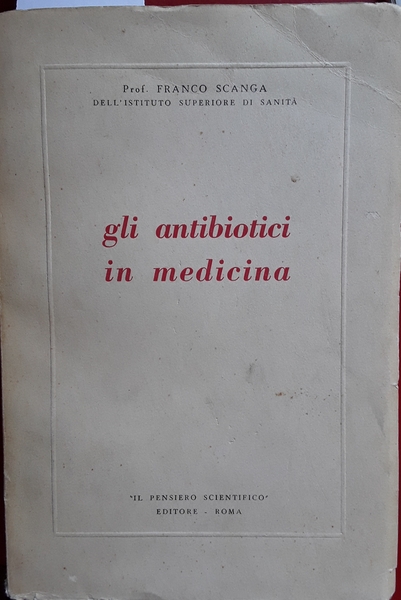 Prof. FRANCO SCANGA
DELL'ISTITUTO SUPERIORE DI SANITÀ
gli antibiotici
in medicina
"IL PENSIERO SCIENTIFICO"
EDITORE - ROMA